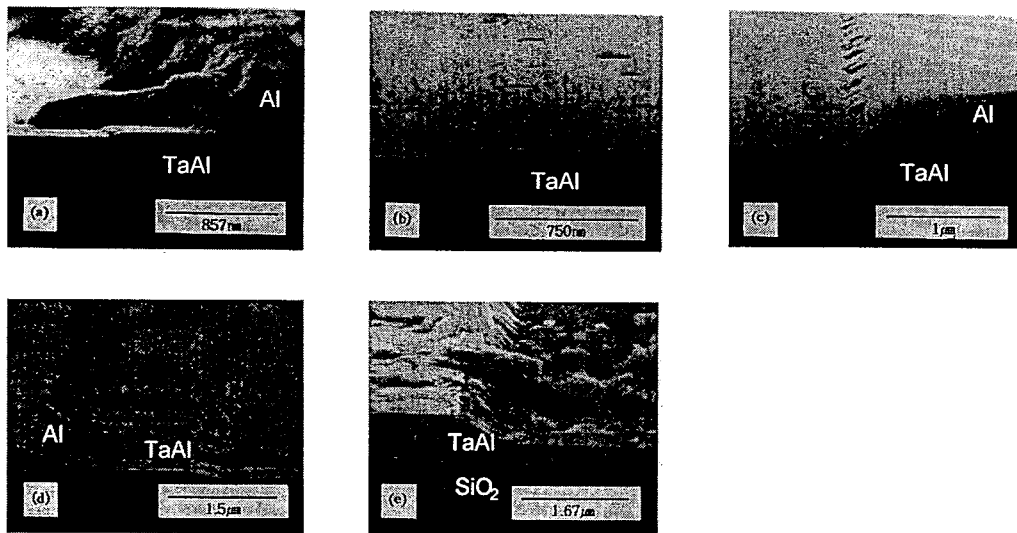 Al
TaAl
(a)
857nm
TaAl
(b)
750nm
Al
TaAl
(c)
1㎛
Al
TaAl
(d)
1.5㎛
TaAl
SiO₂
(e)
1.67㎛